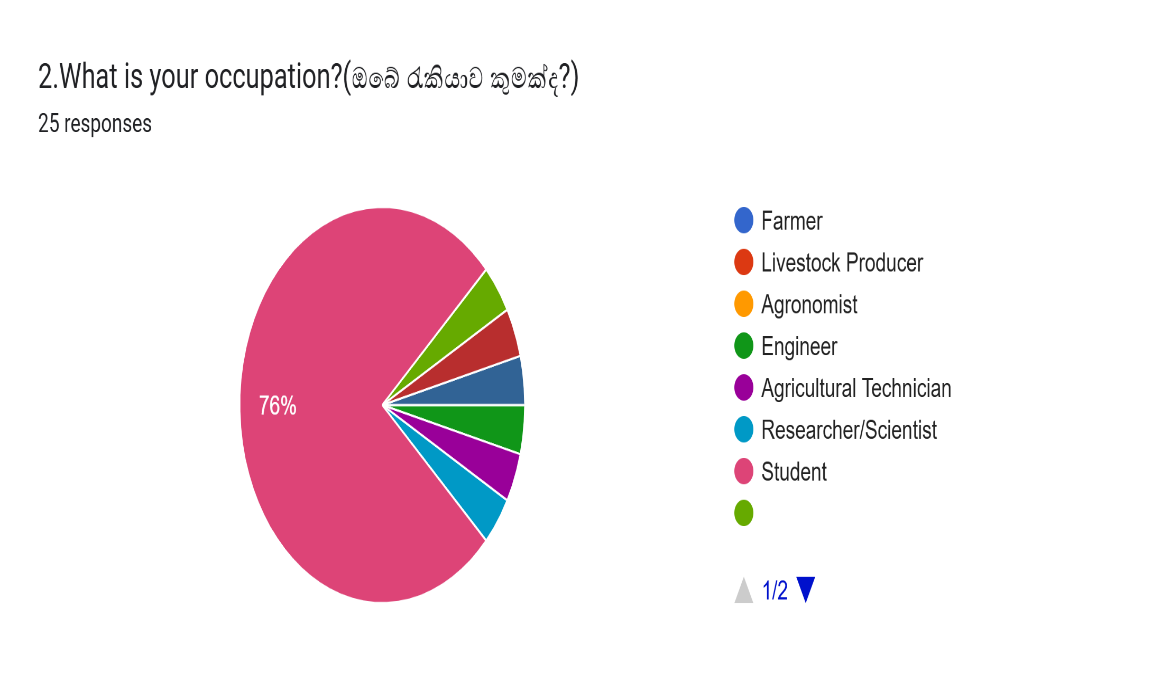 2.What is your occupation?(ඔබේ රැකියාව කුමක්ද?)
25 responses
76%
Farmer
Livestock Producer
Agronomist
Engineer
Agricultural Technician
Researcher/Scientist
Student
1/2